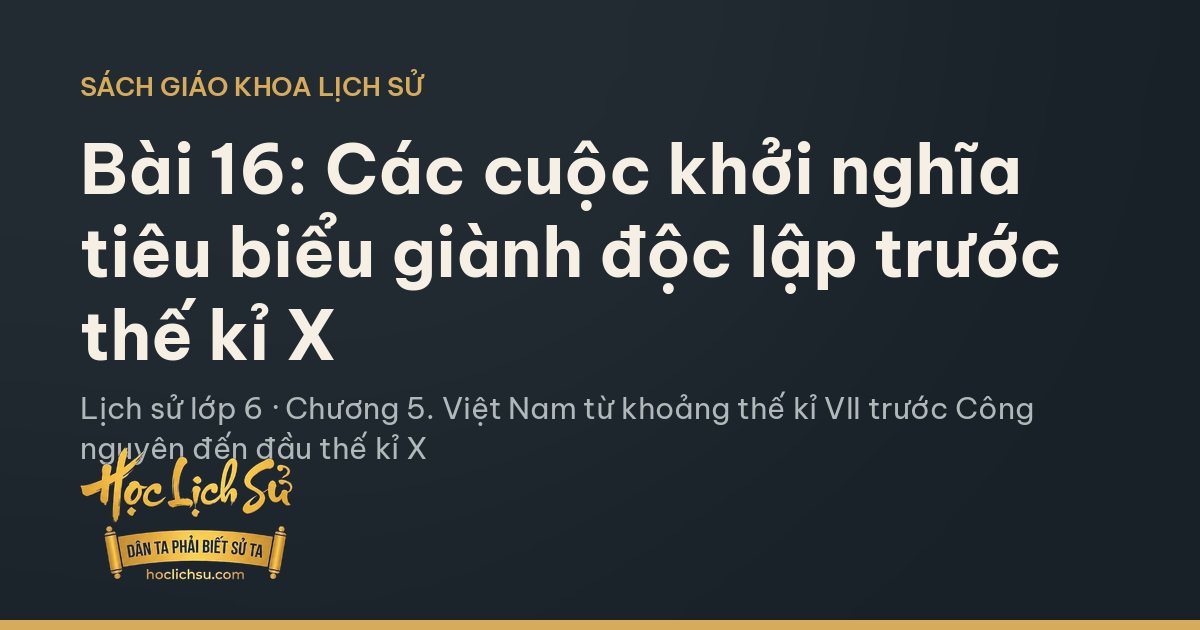 SÁCH GIÁO KHOA LỊCH SỬ
Bài 16: Các cuộc khởi nghĩa
tiêu biểu giành độc lập trước
thế kỉ X
Lịch sử lớp 6 · Chương 5. Việt Nam từ khoảng thế kỉ VII trước Công
nguyên đến đầu thế kỉ X
Học Lịch Sử
DÂN TA PHẢI BIẾT SỬ TA
hoclichsu.com